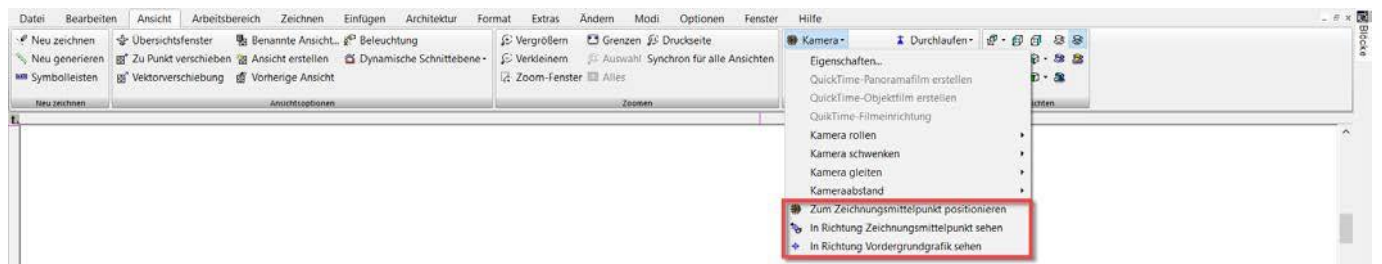 Datei Bearbeiten Ansicht Arbeitsbereich Zeichnen Einfügen Architektur Format Extras Ändern Modi Optionen Fenster Hilfe
Neu zeichnen Übersichtsfenster Benannte Ansicht... Beleuchtung Vergrößern Grenzen Druckseite Kamera Durchlaufen
Neu generieren Zu Punkt verschieben Ansicht erstellen Dynamische Schnittebene Verkleinern Auswahl Synchron für alle Ansichten
Symbolleisten Vektorverschiebung Vorherige Ansicht Zoom-Fenster Alles
Neu zeichnen Ansichtsoptionen Zoomen ichten
Eigenschaften...
QuickTime-Panoramafilm erstellen
QuickTime-Objektfilm erstellen
QuikTime-Filmeinrichtung
Kamera rollen
Kamera schwenken
Kamera gleiten
Kameraabstand
Zum Zeichnungsmittelpunkt positionieren
In Richtung Zeichnungsmittelpunkt sehen
In Richtung Vordergrundgrafik sehen
Blöcke